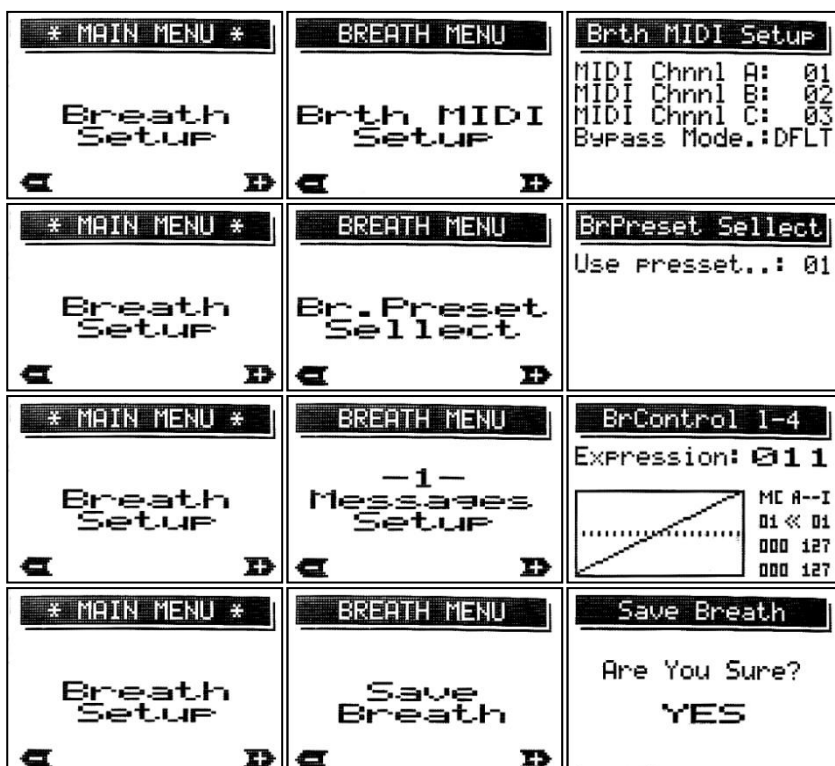 * MAIN MENU *
Breath
Setup
BREATH MENU
Brth MIDI
Setup
Brth MIDI Setup
MIDI Chnnl A: 01
MIDI Chnnl B: 02
MIDI Chnnl C: 03
Bypass Mode.:DFLT
* MAIN MENU *
Breath
Setup
BREATH MENU
Br.Preset
Sellect
BrPreset Sellect
Use presset..: 01
* MAIN MENU *
Breath
Setup
BREATH MENU
-1-
Messages
Setup
BrControl 1-4
Expression: 011
MC A--I
01 << 01
000 127
000 127
* MAIN MENU *
Breath
Setup
BREATH MENU
Save
Breath
Save Breath
Are You Sure?
YES